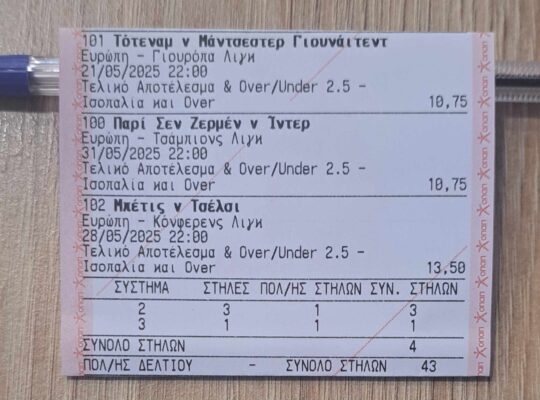 101 Τότεναμ v Μάντσεστερ Γιουνάιτεντ
Ευρώπη - Γιουρόπα Λιγκ
21/05/2025 22:00
Τελικό Αποτέλεσμα & Over/Under 2.5 -
Ισοπαλία και Over 10,75
100 Παρί Σεν Ζερμέν v Ίντερ
Ευρώπη - Τσάμπιονς Λιγκ
31/05/2025 22:00
Τελικό Αποτέλεσμα & Over/Under 2.5 -
Ισοπαλία και Over 10,75
102 Μπέτις v Τσέλσι
Ευρώπη - Κόνφερενς Λιγκ
28/05/2025 22:00
Τελικό Αποτέλεσμα & Over/Under 2.5 -
Ισοπαλία και Over 13,50
ΣΥΣΤΗΜΑ ΣΤΗΛΕΣ ΠΟΛ/ΗΣ ΣΤΗΛΩΝ ΣΥΝ. ΣΤΗΛΩΝ
2 3 1 3
3 1 1 1
ΣΥΝΟΛΟ ΣΤΗΛΩΝ 4
ΠΟΛ/ΗΣ ΔΕΛΤΙΟΥ - ΣΥΝΟΛΟ ΣΤΗΛΩΝ 43